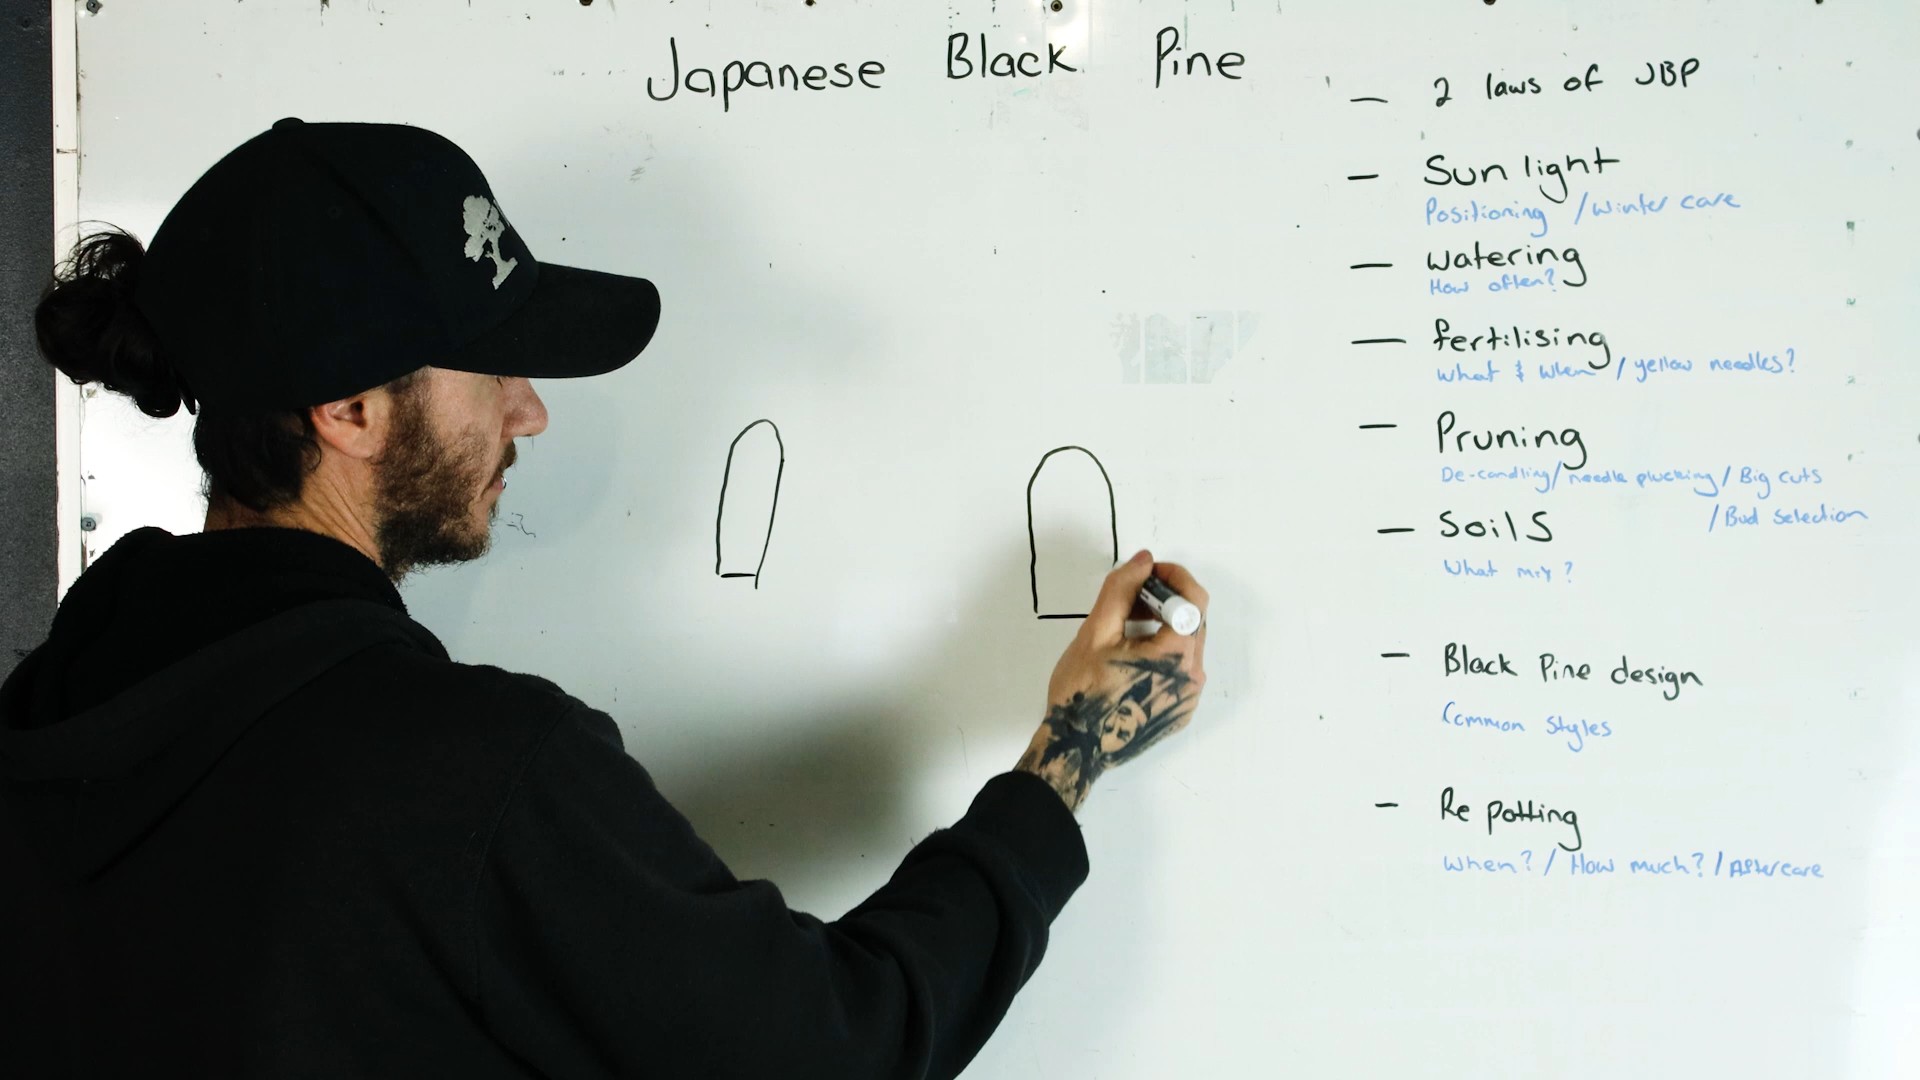 Japanese Black Pine
— 2 laws of JBP
— Sun light
Positioning / winter care
— watering
How often?
— fertilising
What & when / yellow needles?
— Pruning
De-candling / needle plucking / Big cuts
/ Bud selection
— Soils
What mix?
— Black Pine design
Common Styles
— Re potting
When? / How much? / Aftercare